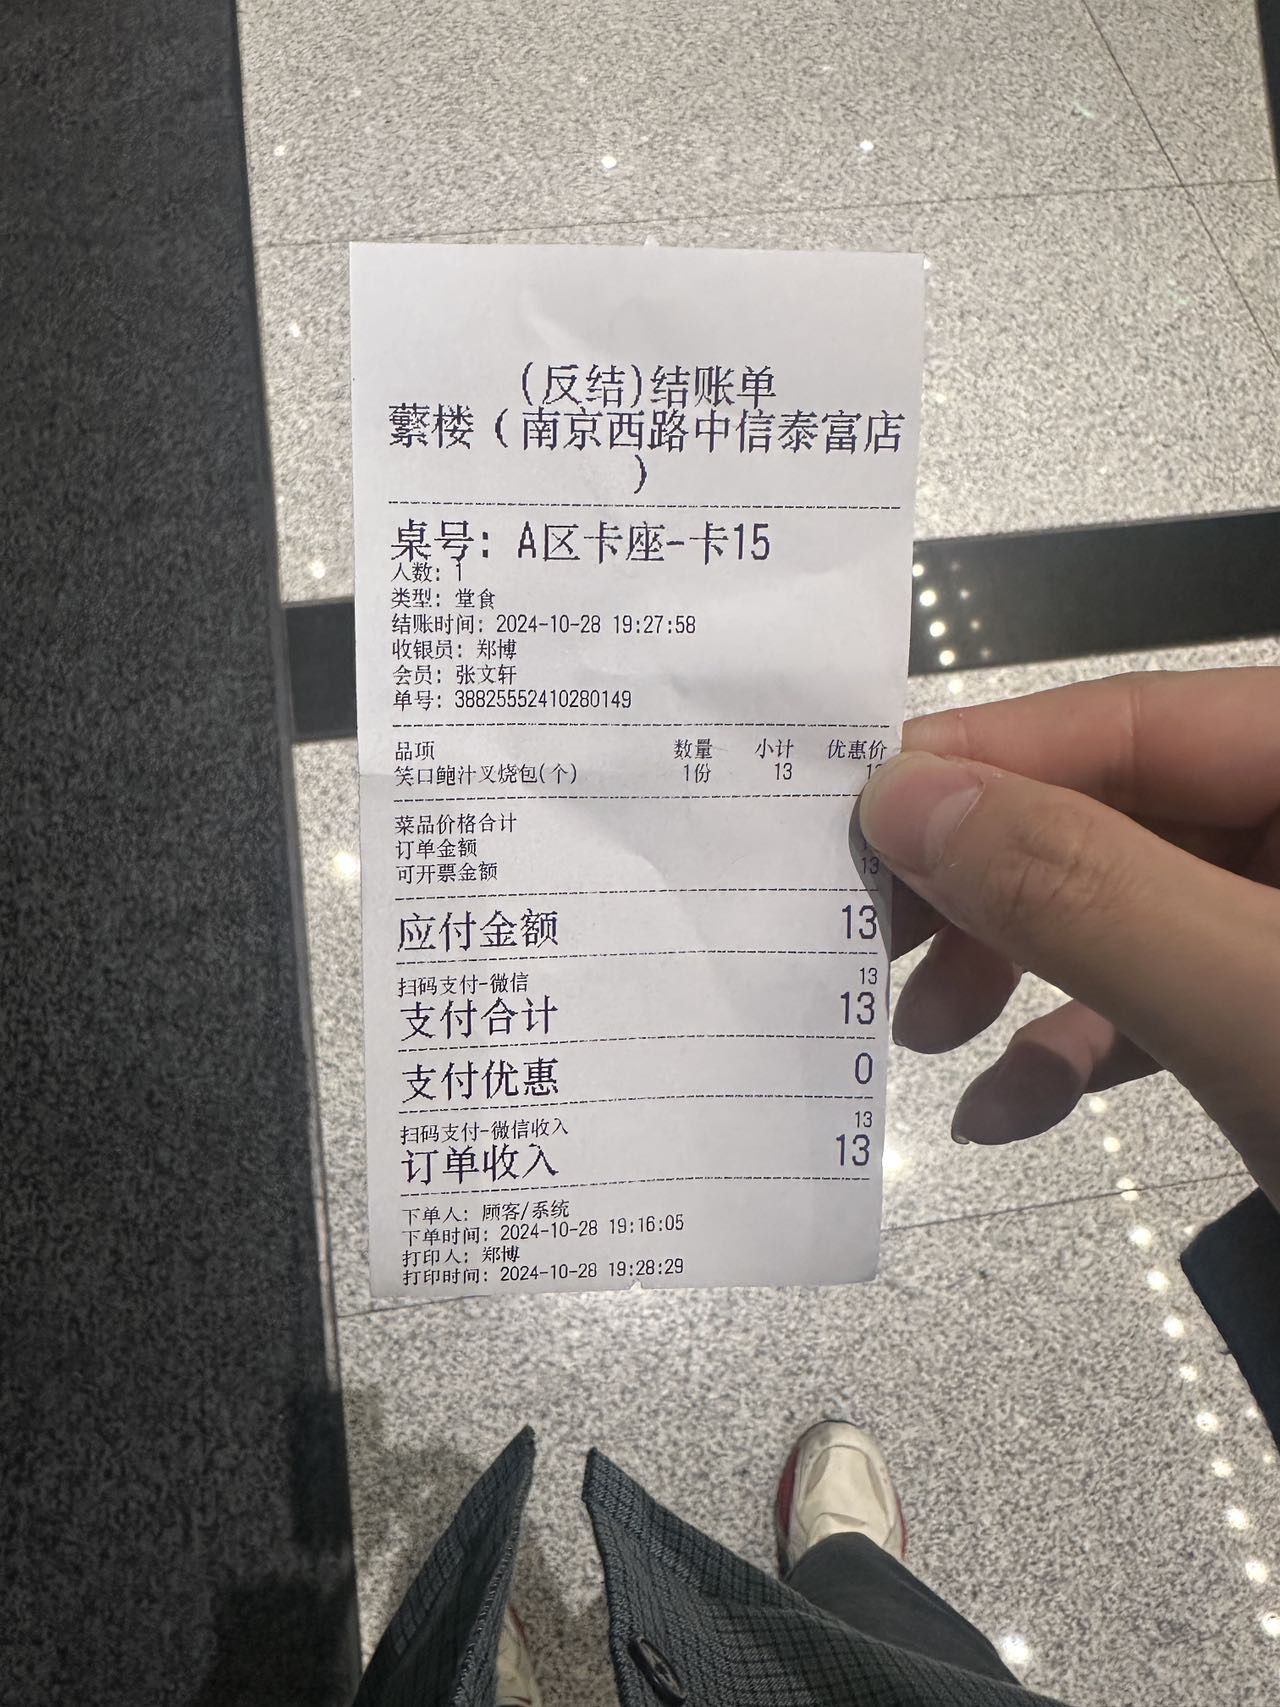 (反结)结账单
蘩楼（南京西路中信泰富店
）
桌号: A区卡座-卡15
人数: 1
类型: 堂食
结账时间: 2024-10-28 19:27:58
收银员: 郑博
会员: 张文轩
单号: 38825552410280149
品项 数量 小计 优惠价
笑口鲍汁叉烧包(个) 1份 13
菜品价格合计
订单金额
可开票金额 13
应付金额 13
扫码支付-微信 13
支付合计 13
支付优惠 0
扫码支付-微信收入 13
订单收入 13
下单人: 顾客/系统
下单时间: 2024-10-28 19:16:05
打印人: 郑博
打印时间: 2024-10-28 19:28:29